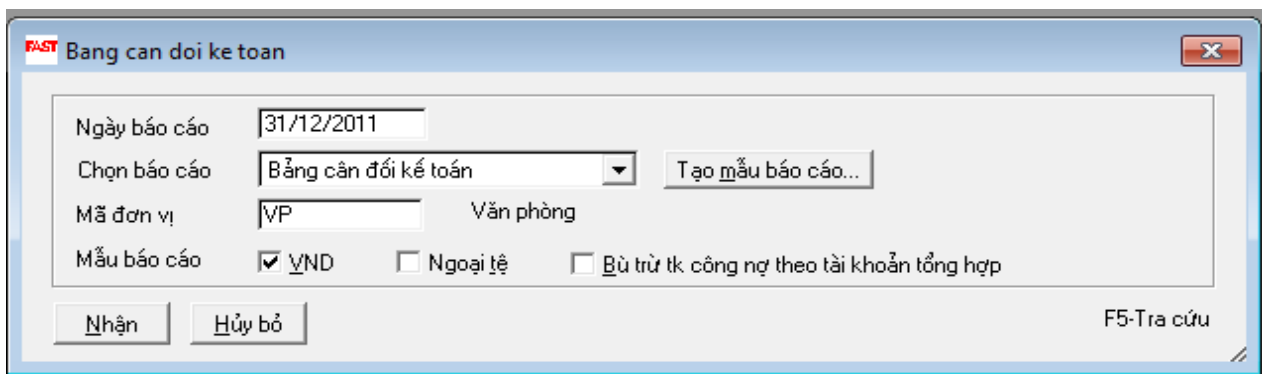 FAST Bang can doi ke toan
Ngày báo cáo 31/12/2011
Chọn báo cáo Bảng cân đối kế toán Tạo mẫu báo cáo...
Mã đơn vị VP Văn phòng
Mẫu báo cáo VND Ngoại tệ Bù trừ tk công nợ theo tài khoản tổng hợp
Nhận Hủy bỏ F5-Tra cứu